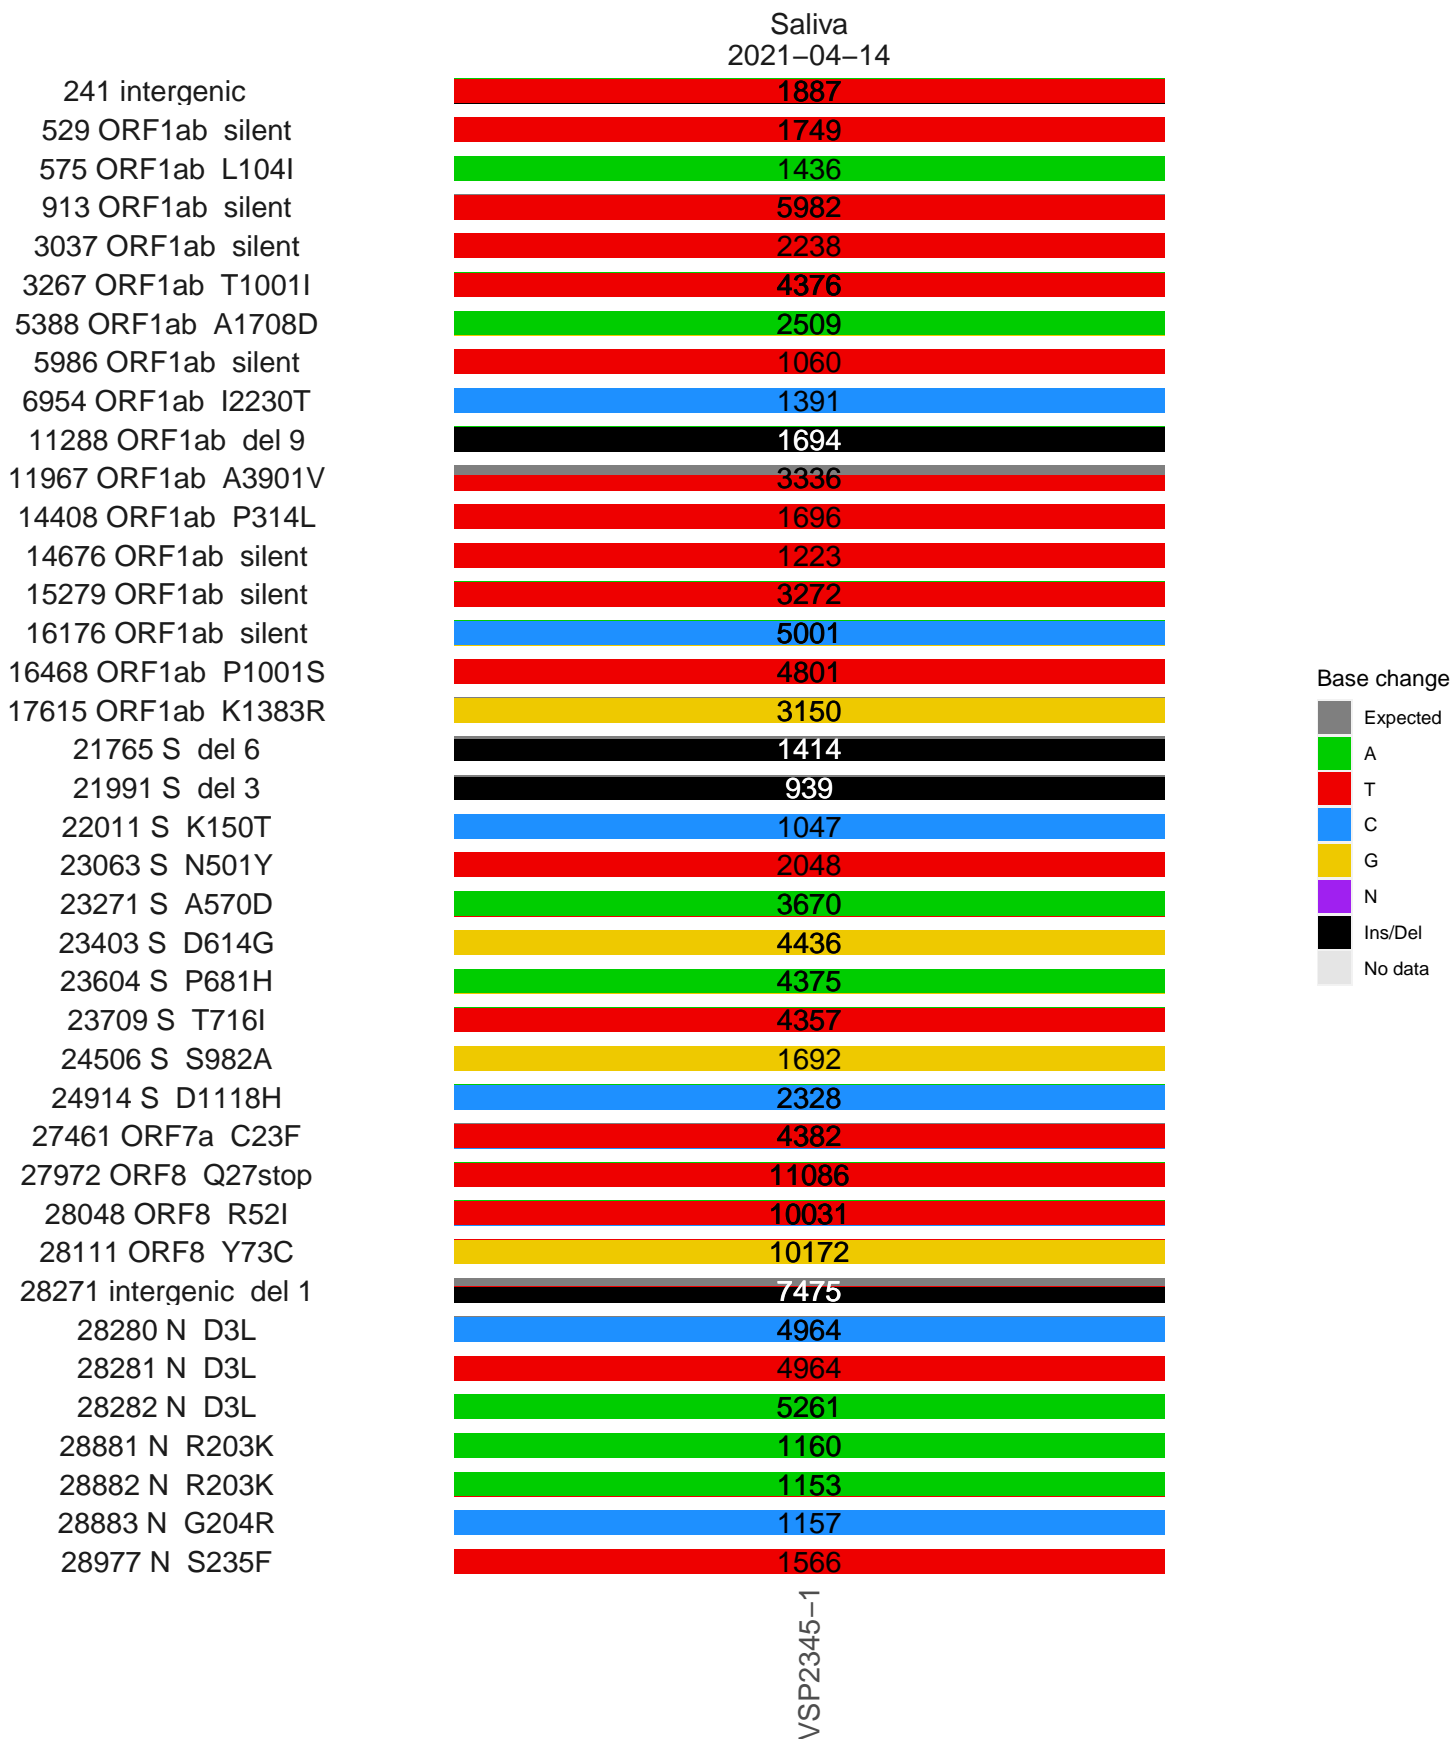 Saliva
2021−04−14
241 intergenic 1887
529 ORF1ab silent 1749
575 ORF1ab L104I 1436
913 ORF1ab silent 5982
3037 ORF1ab silent 2238
3267 ORF1ab T1001I 4376
5388 ORF1ab A1708D 2509
5986 ORF1ab silent 1060
6954 ORF1ab I2230T 1391
11288 ORF1ab del 9 1694
11967 ORF1ab A3901V 3336
14408 ORF1ab P314L 1696
14676 ORF1ab silent 1223
15279 ORF1ab silent 3272
16176 ORF1ab silent 5001
16468 ORF1ab P1001S 4801
17615 ORF1ab K1383R 3150
21765 S del 6 1414
21991 S del 3 939
22011 S K150T 1047
23063 S N501Y 2048
23271 S A570D 3670
23403 S D614G 4436
23604 S P681H 4375
23709 S T716I 4357
24506 S S982A 1692
24914 S D1118H 2328
27461 ORF7a C23F 4382
27972 ORF8 Q27stop 11086
28048 ORF8 R52I 10031
28111 ORF8 Y73C 10172
28271 intergenic del 1 7475
28280 N D3L 4964
28281 N D3L 4964
28282 N D3L 5261
28881 N R203K 1160
28882 N R203K 1153
28883 N G204R 1157
28977 N S235F 1566
VSP2345−1
Base change
Expected
A
T
C
G
N
Ins/Del
No data